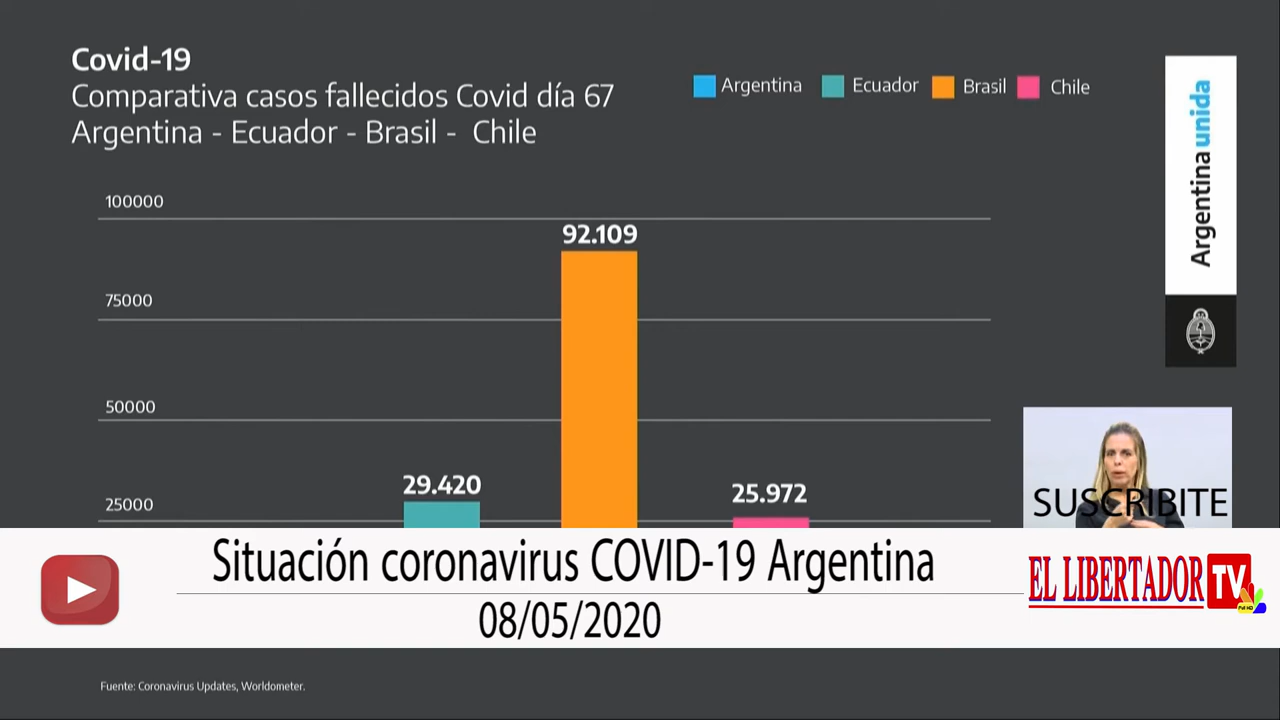 Covid-19
Comparativa casos fallecidos Covid día 67
Argentina - Ecuador - Brasil - Chile
Argentina
Ecuador
Brasil
Chile
Argentina unida
100000
92.109
75000
50000
29.420
25.972
25000
SUSCRIBITE
Situación coronavirus COVID-19 Argentina
08/05/2020
EL LIBERTADOR TV
Full HD
Fuente: Coronavirus Updates, Worldometer.